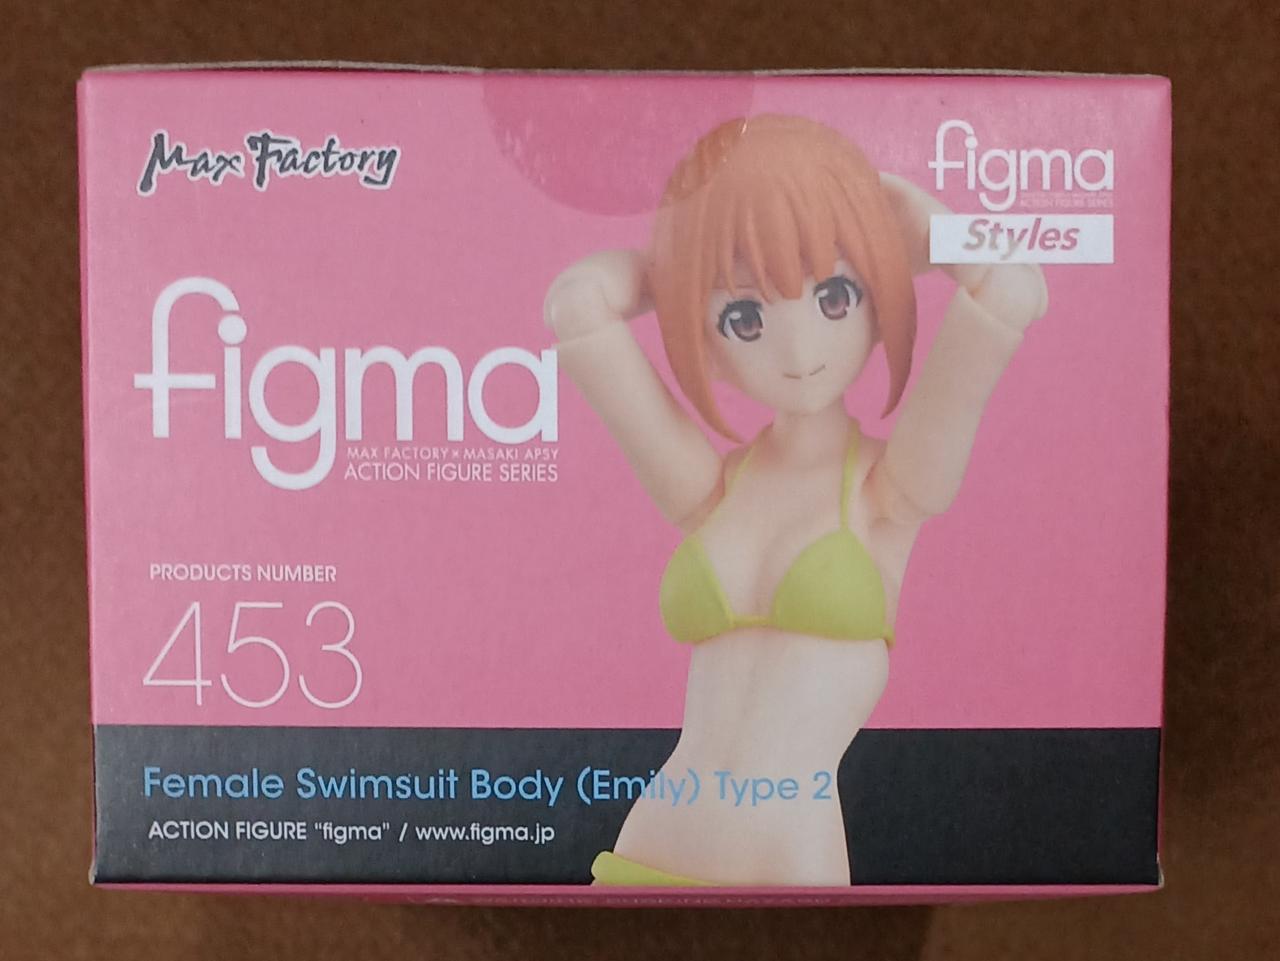 Max Factory
figma
ACTION FIGURE SERIES
Styles
figma
MAX FACTORY × MASAKI APSY
ACTION FIGURE SERIES
PRODUCTS NUMBER
453
Female Swimsuit Body (Emily) Type 2
ACTION FIGURE "figma" / www.figma.jp